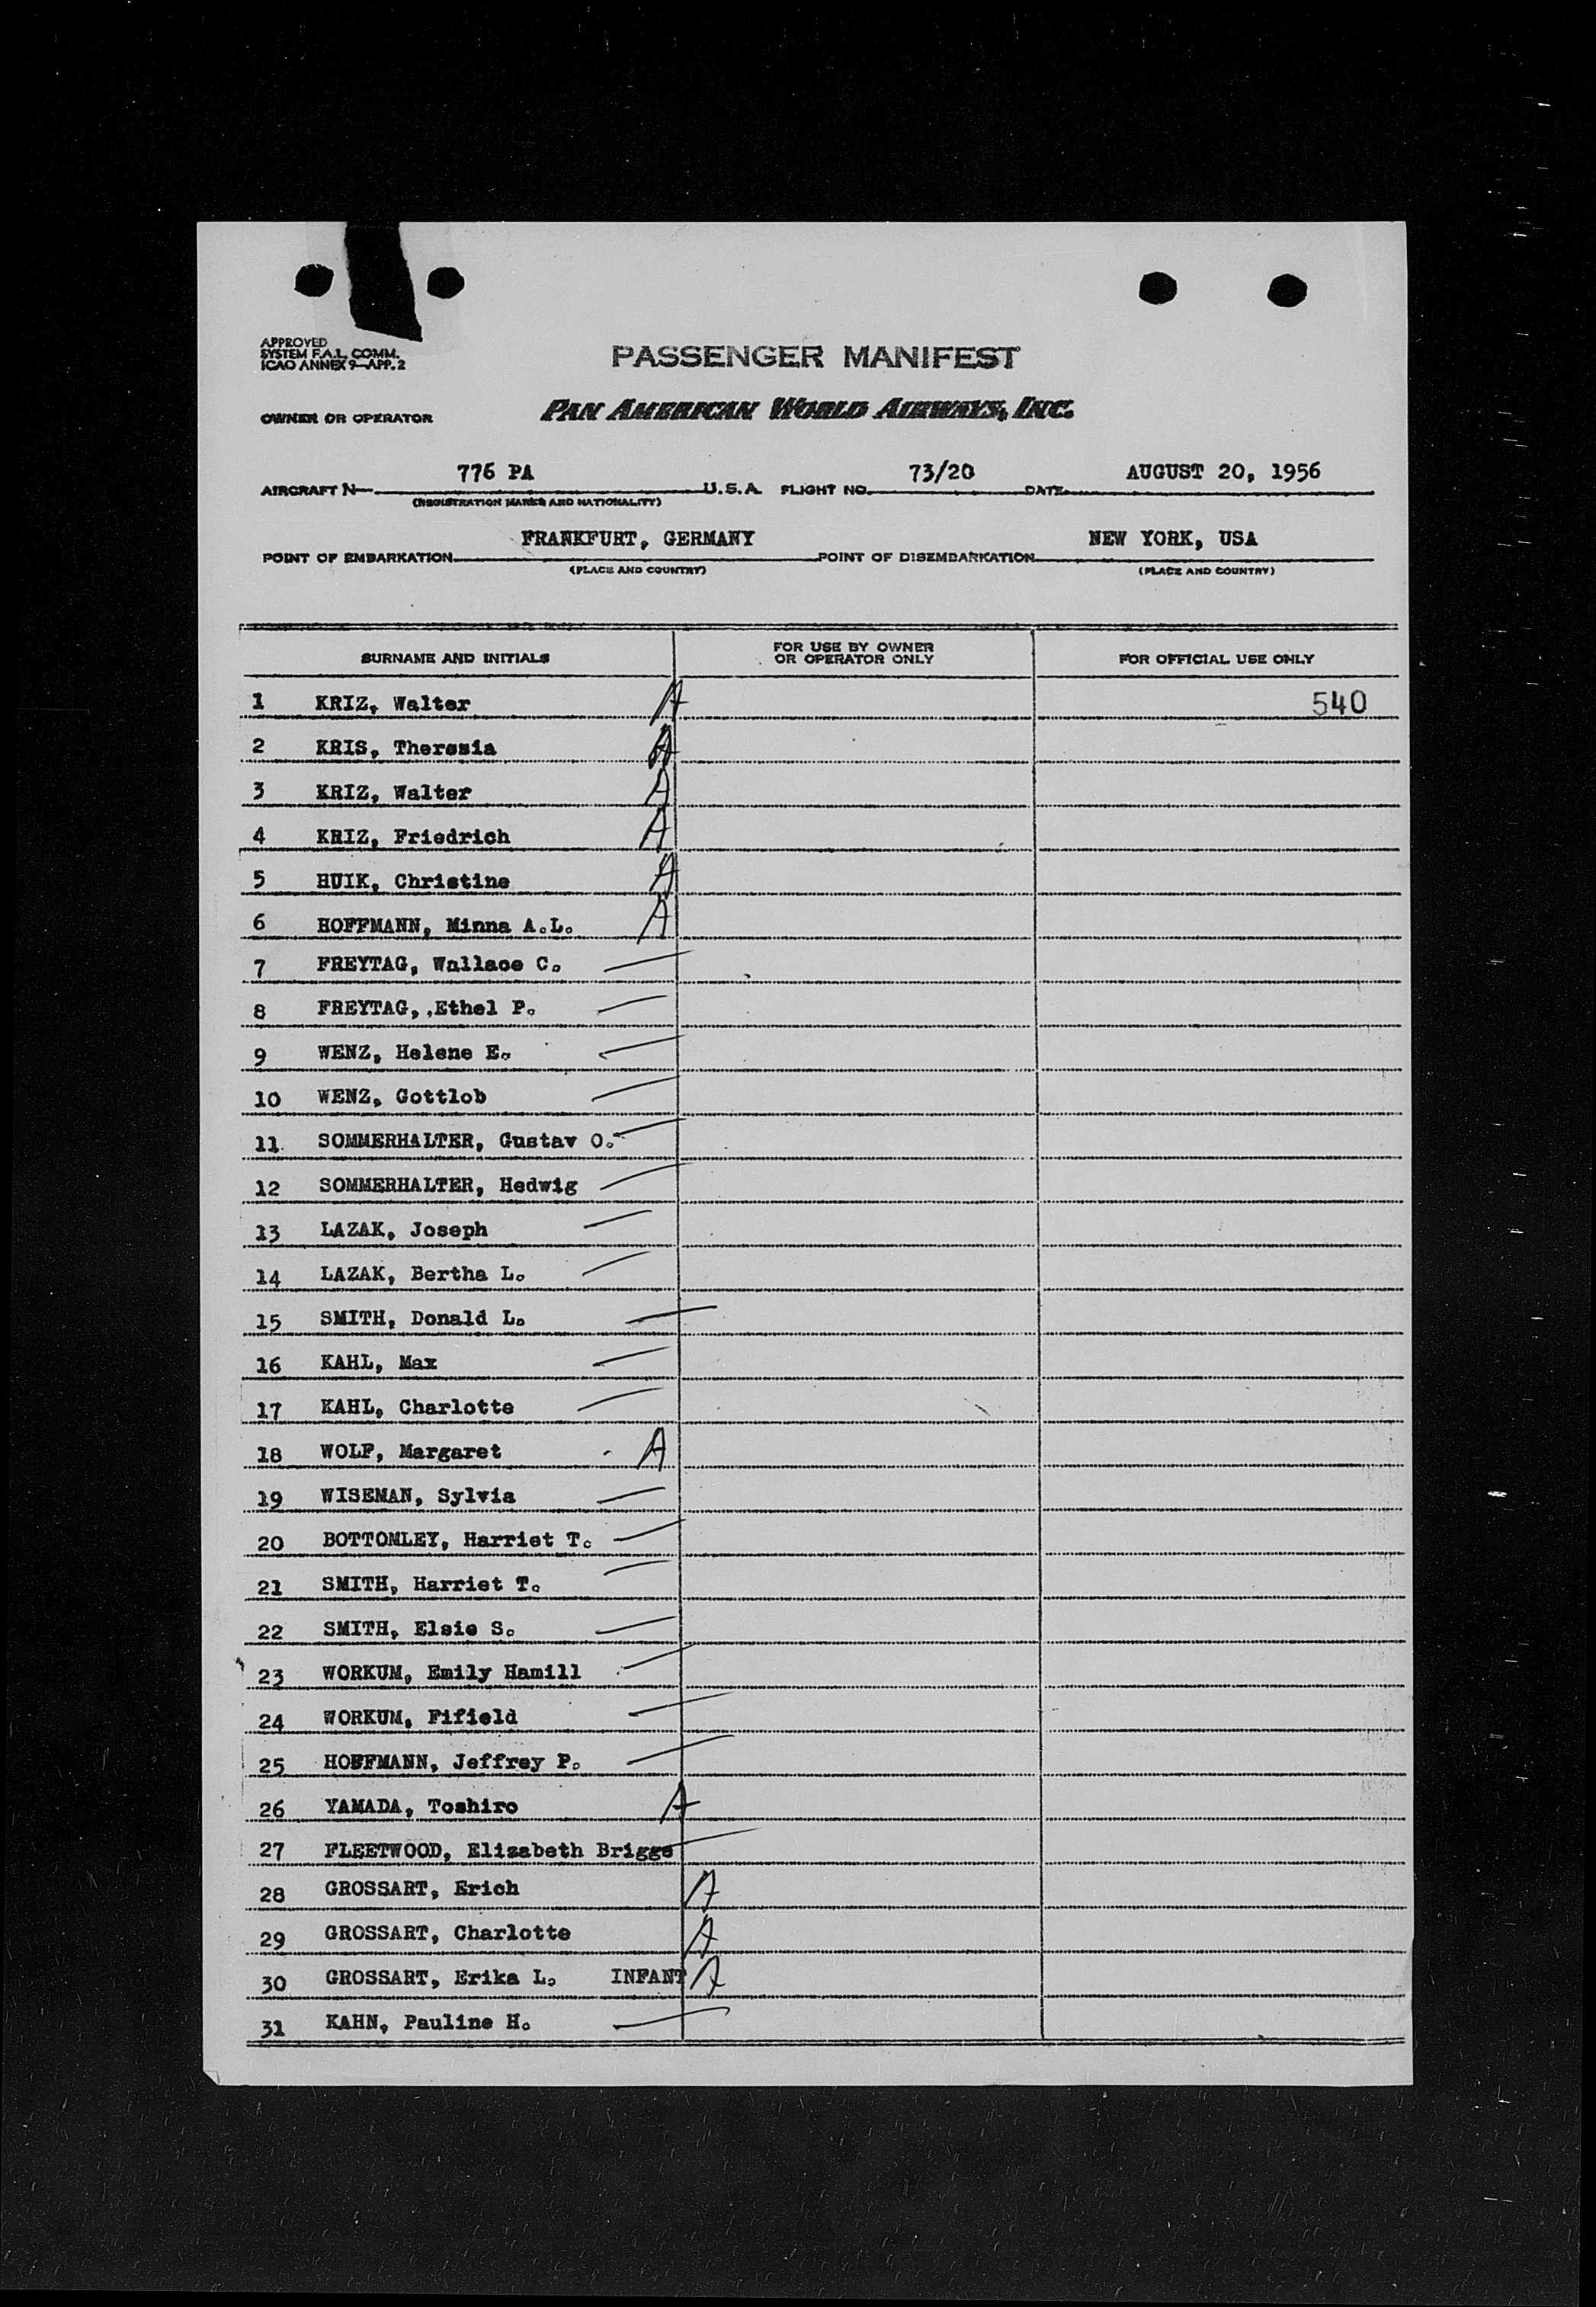 APPROVED
SYSTEM F.A.L. COMM.
ICAO ANNEX 9—APP. 2
PASSENGER MANIFEST
OWNER OR OPERATOR PAN AMERICAN WORLD AIRWAYS, INC.
AIRCRAFT N— 776 PA U.S.A. FLIGHT NO. 73/20 DATE AUGUST 20, 1956
(REGISTRATION MARKS AND NATIONALITY)
POINT OF EMBARKATION FRANKFURT, GERMANY POINT OF DISEMBARKATION NEW YORK, USA
(PLACE AND COUNTRY) (PLACE AND COUNTRY)
SURNAME AND INITIALS FOR USE BY OWNER OR OPERATOR ONLY FOR OFFICIAL USE ONLY
1 KRIZ, Walter A 540
2 KRIS, Theresia A
3 KRIZ, Walter A
4 KRIZ, Friedrich A
5 HUIK, Christine A
6 HOFFMANN, Minna A.L. A
7 FREYTAG, Wallace C.
8 FREYTAG, ,Ethel P.
9 WENZ, Helene E.
10 WENZ, Gottlob
11 SOMMERHALTER, Gustav O.
12 SOMMERHALTER, Hedwig
13 LAZAK, Joseph
14 LAZAK, Bertha L.
15 SMITH, Donald L.
16 KAHL, Max
17 KAHL, Charlotte
18 WOLF, Margaret A
19 WISEMAN, Sylvia
20 BOTTOMLEY, Harriet T.
21 SMITH, Harriet T.
22 SMITH, Elsie S.
23 WORKUM, Emily Hamill
24 WORKUM, Fifield
25 HOFFMANN, Jeffrey P.
26 YAMADA, Toshiro A
27 FLEETWOOD, Elizabeth Briggs
28 GROSSART, Erich A
29 GROSSART, Charlotte A
30 GROSSART, Erika L. INFANT A
31 KAHN, Pauline H.